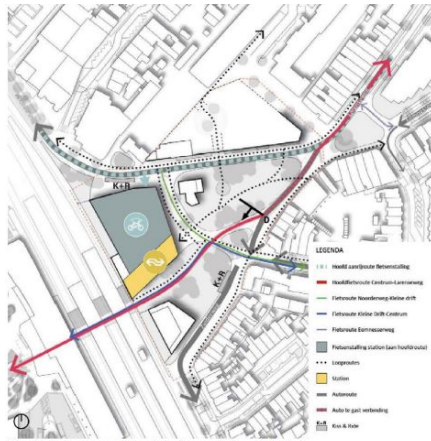 K+R
D
K+R
LEGENDA
Hoofd aanrijroute fietsenstalling
Hoofdfietsroute Centrum-Larenseweg
Fietsroute Noorderweg-Kleine drift
Fietsroute Kleine Drift-Centrum
Fietsroute Eemnesserweg
Fietsenstalling station (aan hoofdroute)
Looproutes
Station
Autoroute
Auto te gast verbinding
K+R Kiss & Ride